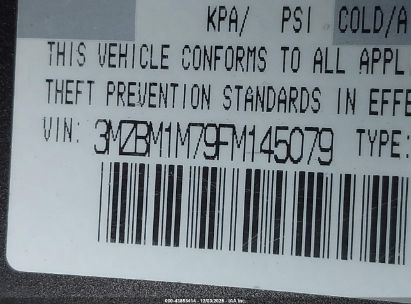 KPA/ PSI COLD/A
THIS VEHICLE CONFORMS TO ALL APPL
THEFT PREVENTION STANDARDS IN EFFE
VIN: 3MZBM1M79FM145079 TYPE: